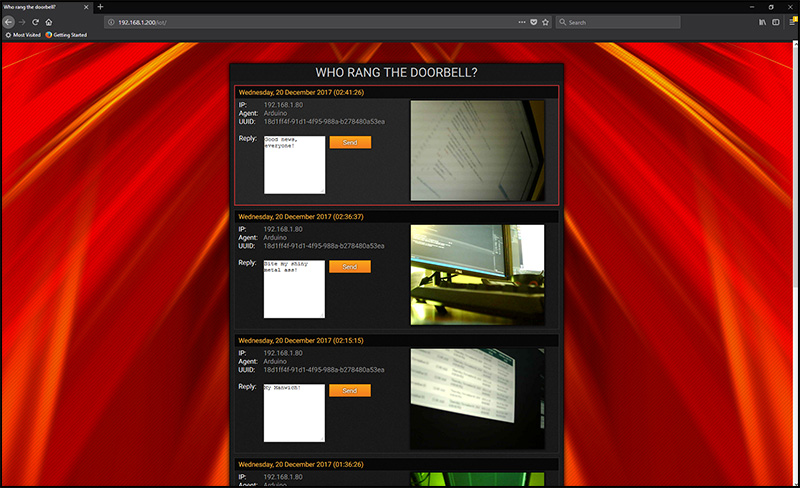 Who rang the doorbell?
192.168.1.200/iot/
Search
Most Visited
Getting Started
WHO RANG THE DOORBELL?
Wednesday, 20 December 2017 (02:41:26)
IP: 192.168.1.80
Agent: Arduino
UUID: 18d1ff4f-91d1-4f95-988a-b278480a53ea
Reply: Good news,
everyone!
Send
Wednesday, 20 December 2017 (02:36:37)
IP: 192.168.1.80
Agent: Arduino
UUID: 18d1ff4f-91d1-4f95-988a-b278480a53ea
Reply: Bite my shiny
metal ass!
Send
Wednesday, 20 December 2017 (02:15:15)
IP: 192.168.1.80
Agent: Arduino
UUID: 18d1ff4f-91d1-4f95-988a-b278480a53ea
Reply: My Manwich!
Send
Wednesday, 20 December 2017 (01:36:26)
IP: 192.168.1.80
Agent: Arduino